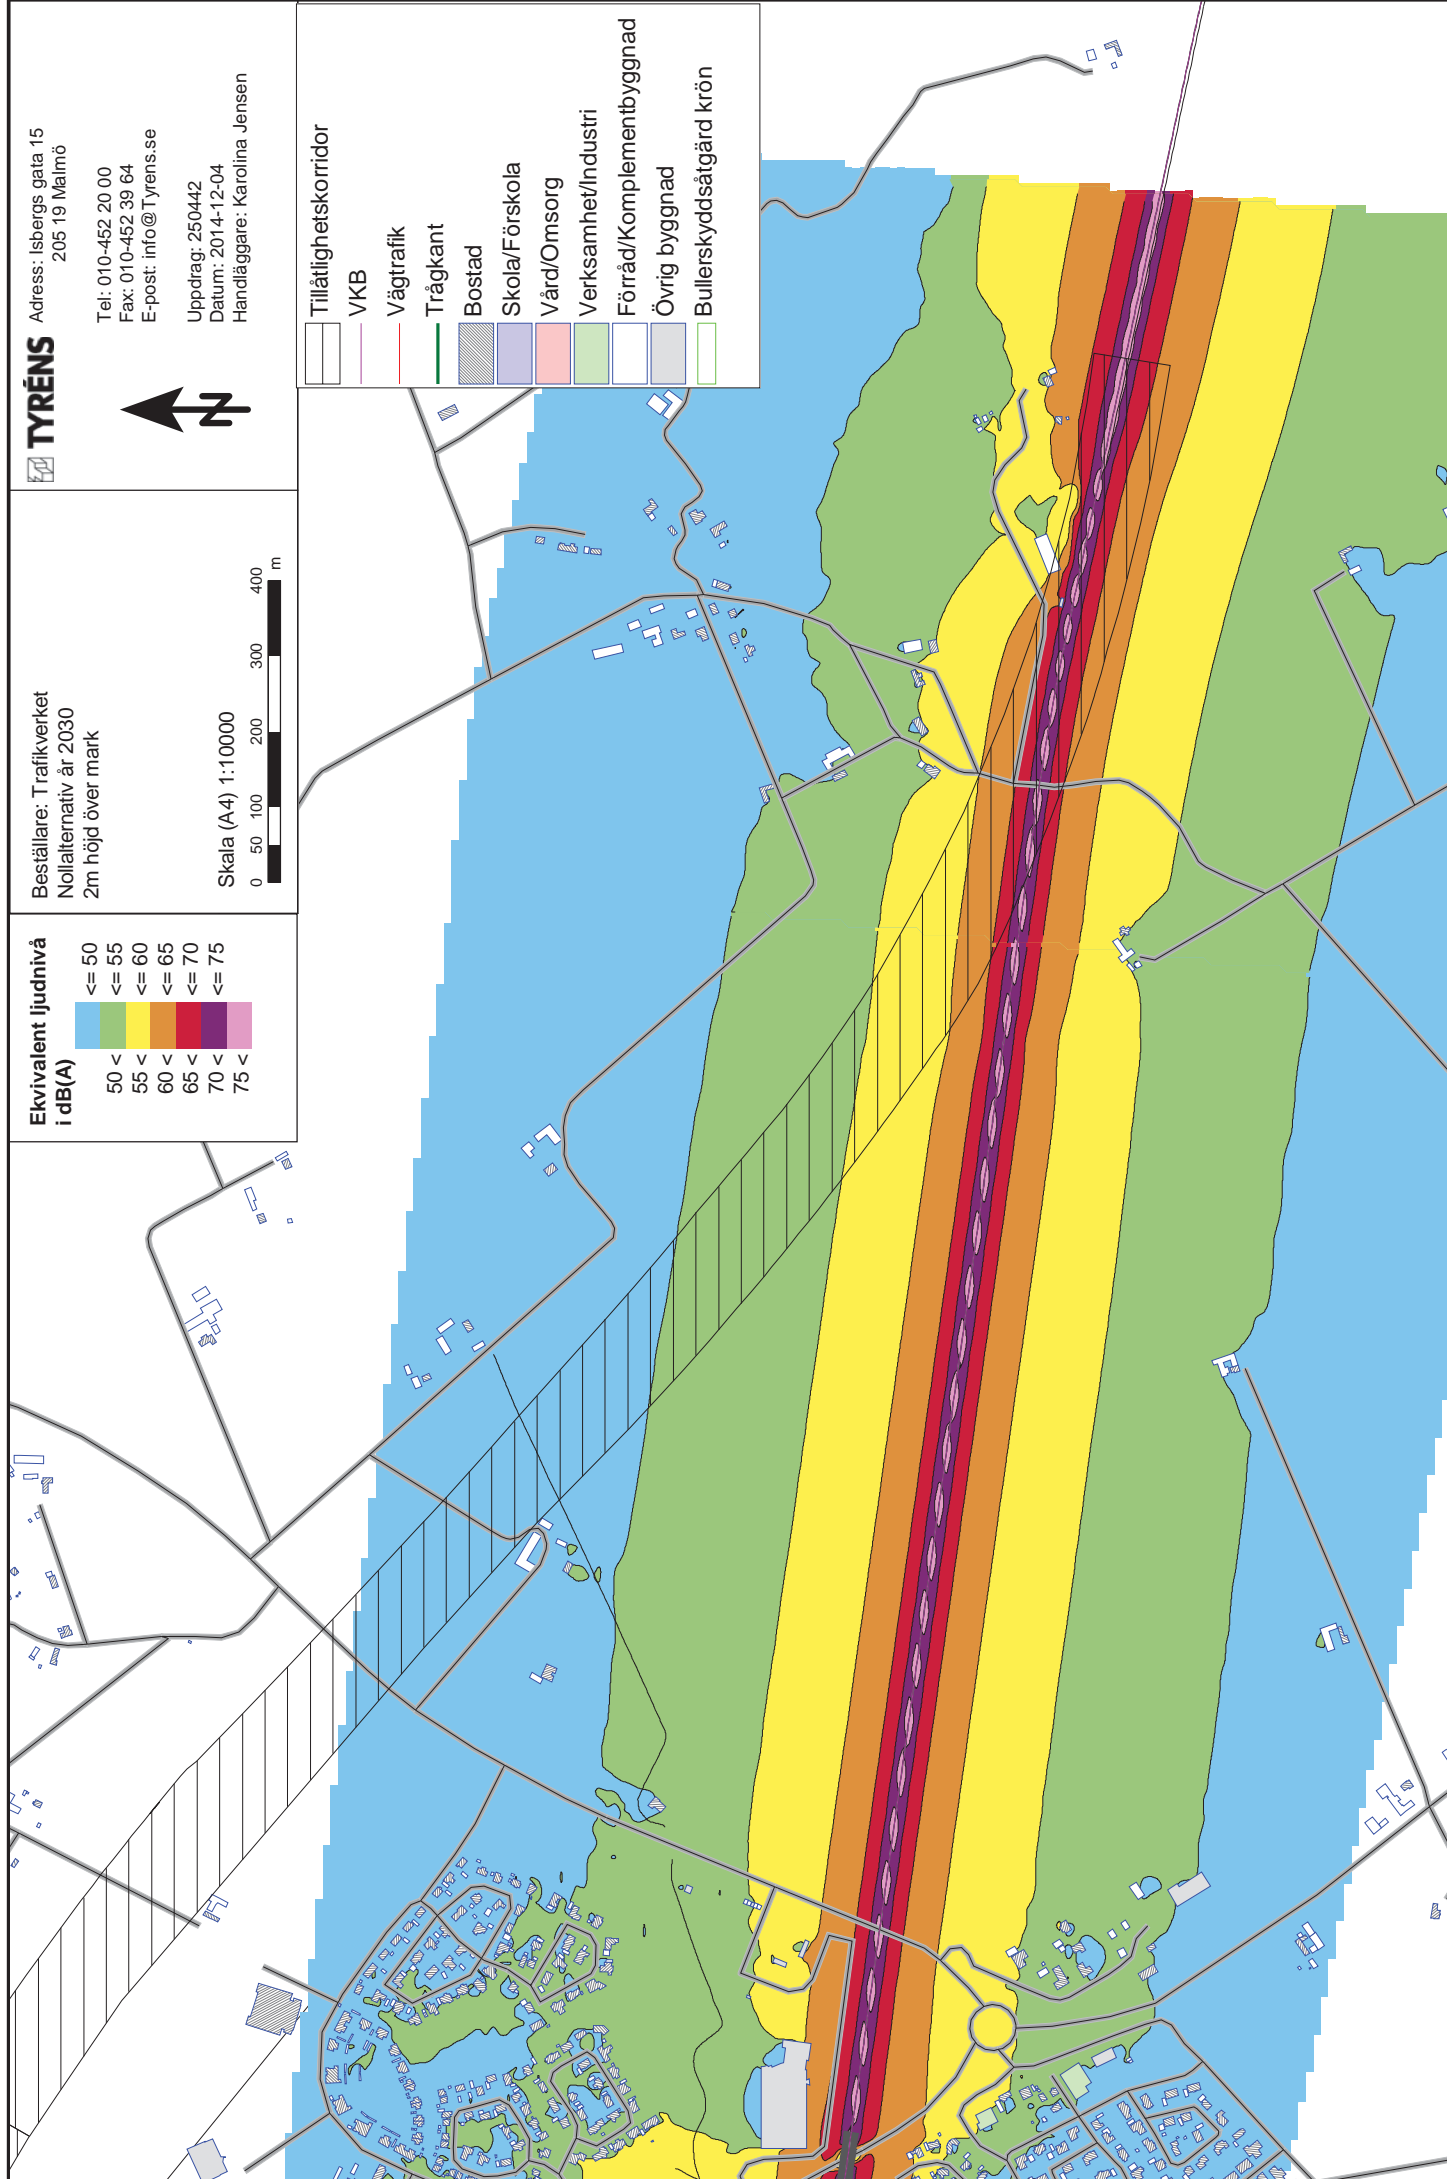 Ekvivalent ljudnivå
i dB(A)
<= 50
50 < <= 55
55 < <= 60
60 < <= 65
65 < <= 70
70 < <= 75
75 <
Beställare: Trafikverket
Nollalternativ år 2030
2m höjd över mark
Skala (A4) 1:10000
0 50 100 200 300 400
m
TYRÉNS
Adress: Isbergs gata 15
205 19 Malmö
Tel: 010-452 20 00
Fax: 010-452 39 64
E-post: info@Tyrens.se
Uppdrag: 250442
Datum: 2014-12-04
Handläggare: Karolina Jensen
N
Tillåtlighetskorridor
VKB
Vägtrafik
Trågkant
Bostad
Skola/Förskola
Vård/Omsorg
Verksamhet/Industri
Förråd/Komplementbyggnad
Övrig byggnad
Bullerskyddsåtgärd krön